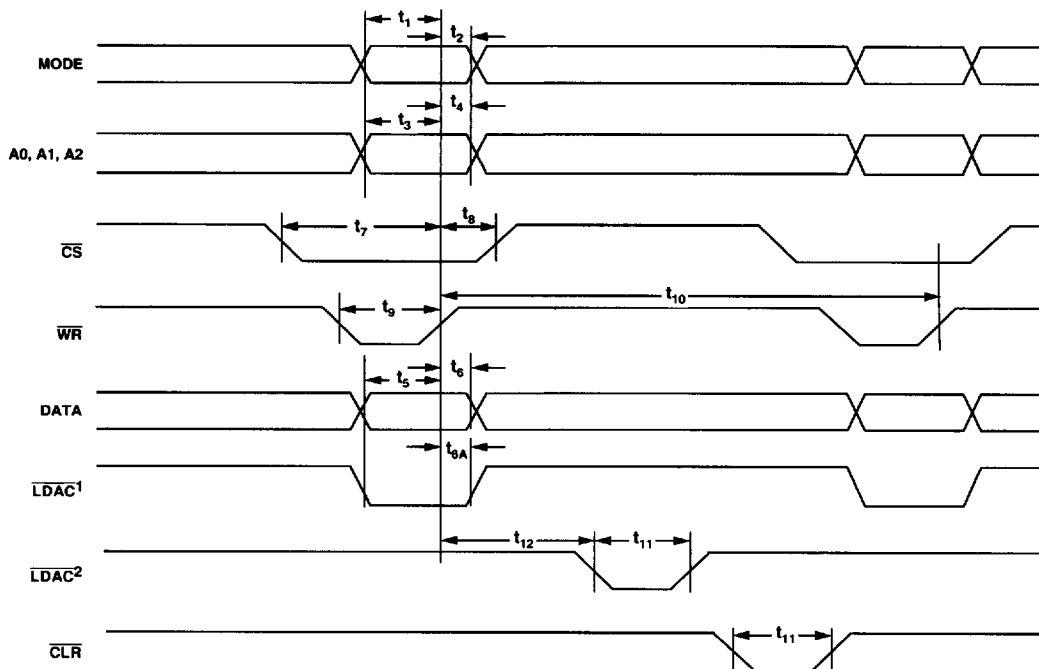 t1
t2
MODE
t4
t3
A0, A1, A2
t7
t8
CS
t10
t9
WR
t6
t5
DATA
t6A
LDAC1
t12
t11
LDAC2
t11
CLR